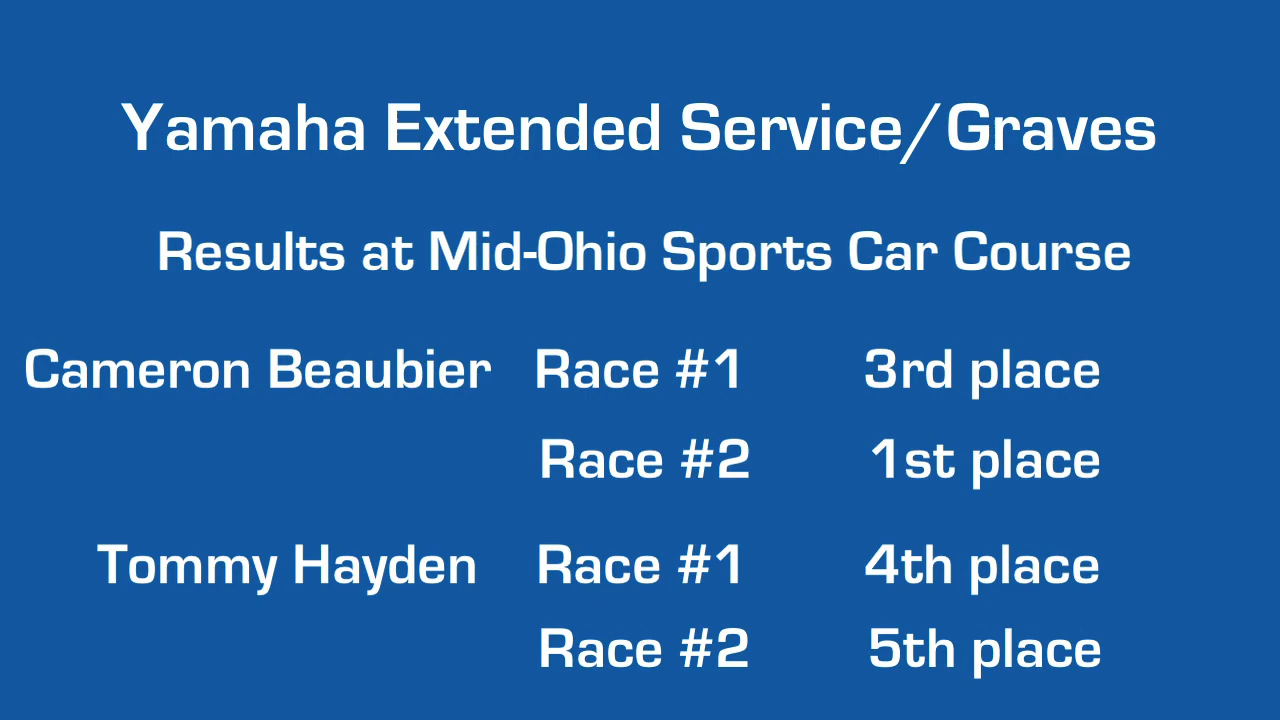 Yamaha Extended Service/Graves
Results at Mid-Ohio Sports Car Course
Cameron Beaubier Race #1 3rd place
Race #2 1st place
Tommy Hayden Race #1 4th place
Race #2 5th place